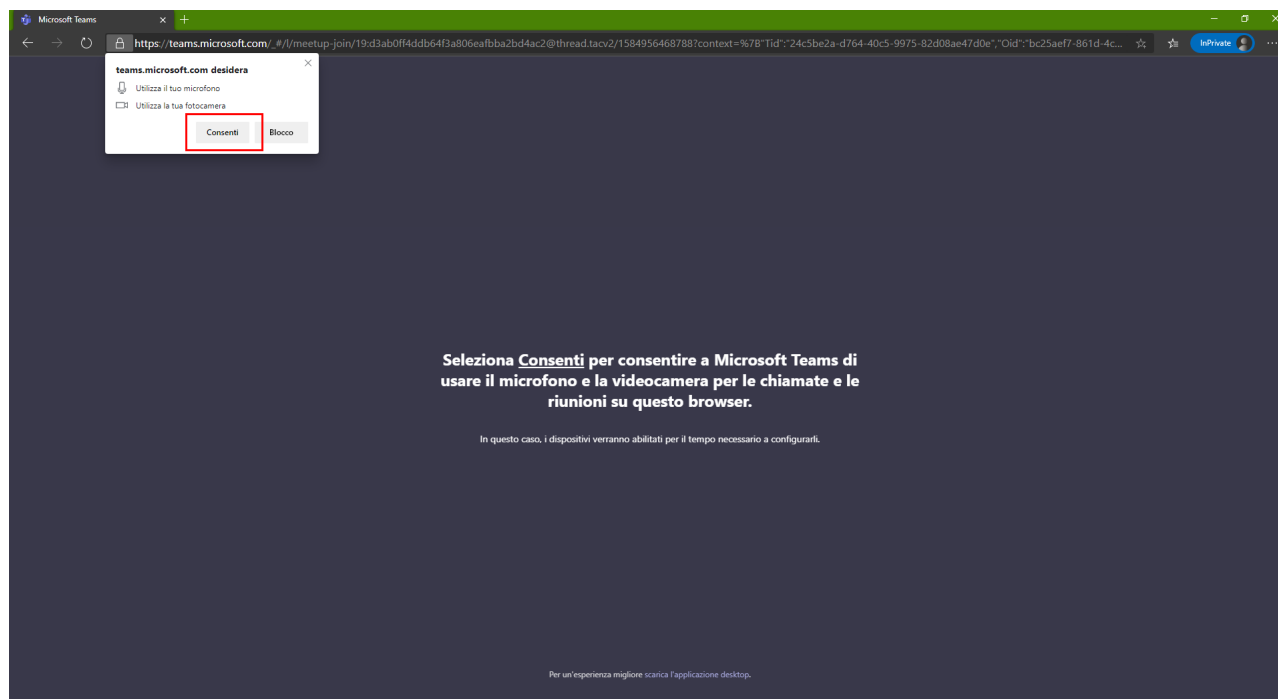 Microsoft Teams
https://teams.microsoft.com/_#/l/meetup-join/19:d3ab0ff4ddb64f3a806eafbba2bd4ac2@thread.tacv2/1584956468788?context=%7B"Tid":"24c5be2a-d764-40c5-9975-82d08ae47d0e","Oid":"bc25aef7-861d-4c...
InPrivate
teams.microsoft.com desidera
Utilizza il tuo microfono
Utilizza la tua fotocamera
Consenti Blocco
Seleziona Consenti per consentire a Microsoft Teams di
usare il microfono e la videocamera per le chiamate e le
riunioni su questo browser.
In questo caso, i dispositivi verranno abilitati per il tempo necessario a configurarli.
Per un'esperienza migliore scarica l'applicazione desktop.